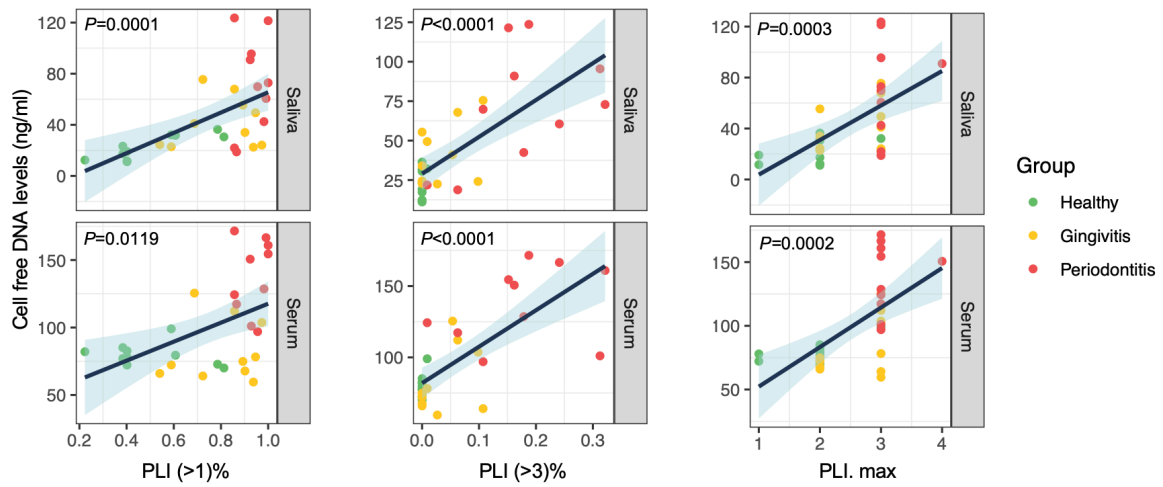 Cell free DNA levels (ng/ml)
P=0.0001
120
80
40
0
Saliva
P=0.0119
150
100
50
Serum
0.2 0.4 0.6 0.8 1.0
PLI (>1)%
P<0.0001
125
100
75
50
25
Saliva
P<0.0001
150
100
Serum
0.0 0.1 0.2 0.3
PLI (>3)%
P=0.0003
120
80
40
0
Saliva
P=0.0002
150
100
50
Serum
1 2 3 4
PLI. max
Group
Healthy
Gingivitis
Periodontitis